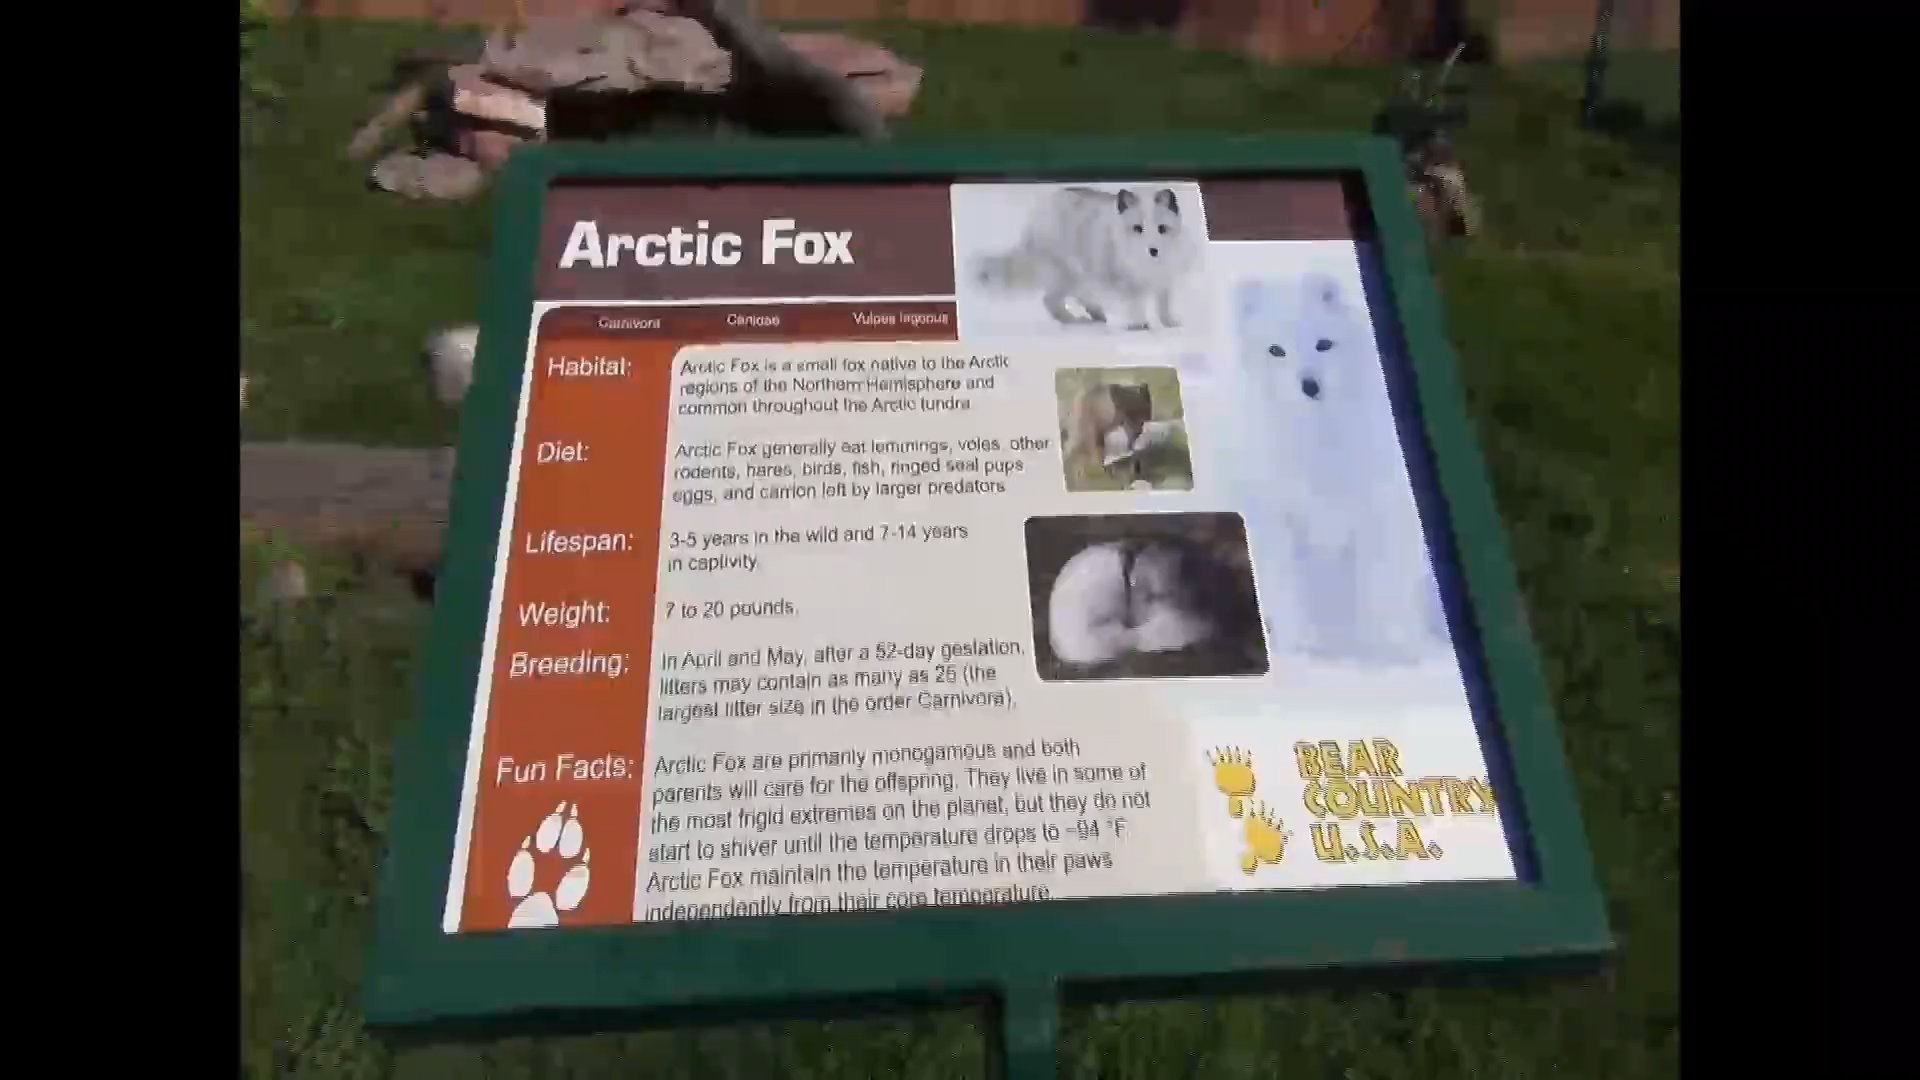 Arctic Fox
Carnivora Canidae Vulpes lagopus
Habitat:
Arctic Fox is a small fox native to the Arctic
regions of the Northern Hemisphere and
common throughout the Arctic tundra
Diet:
Arctic Fox generally eat lemmings, voles, other
rodents, hares, birds, fish, ringed seal pups
eggs, and carrion left by larger predators
Lifespan:
3-5 years in the wild and 7-14 years
in captivity.
Weight:
7 to 20 pounds.
Breeding:
In April and May, after a 52-day gestation,
litters may contain as many as 25 (the
largest litter size in the order Carnivora).
Fun Facts:
Arctic Fox are primarily monogamous and both
parents will care for the offspring. They live in some of
the most frigid extremes on the planet, but they do not
start to shiver until the temperature drops to -94 °F.
Arctic Fox maintain the temperature in their paws
independently from their core temperature.
BEAR
COUNTRY
U.S.A.